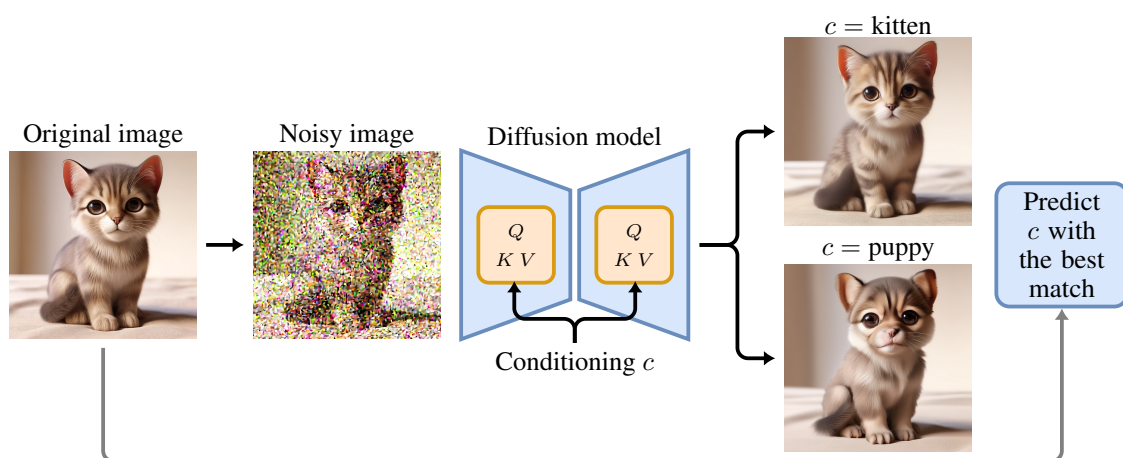 c = kitten
Original image
Noisy image
Diffusion model
Q
K V
Q
K V
Conditioning c
c = puppy
Predict
c with
the best
match